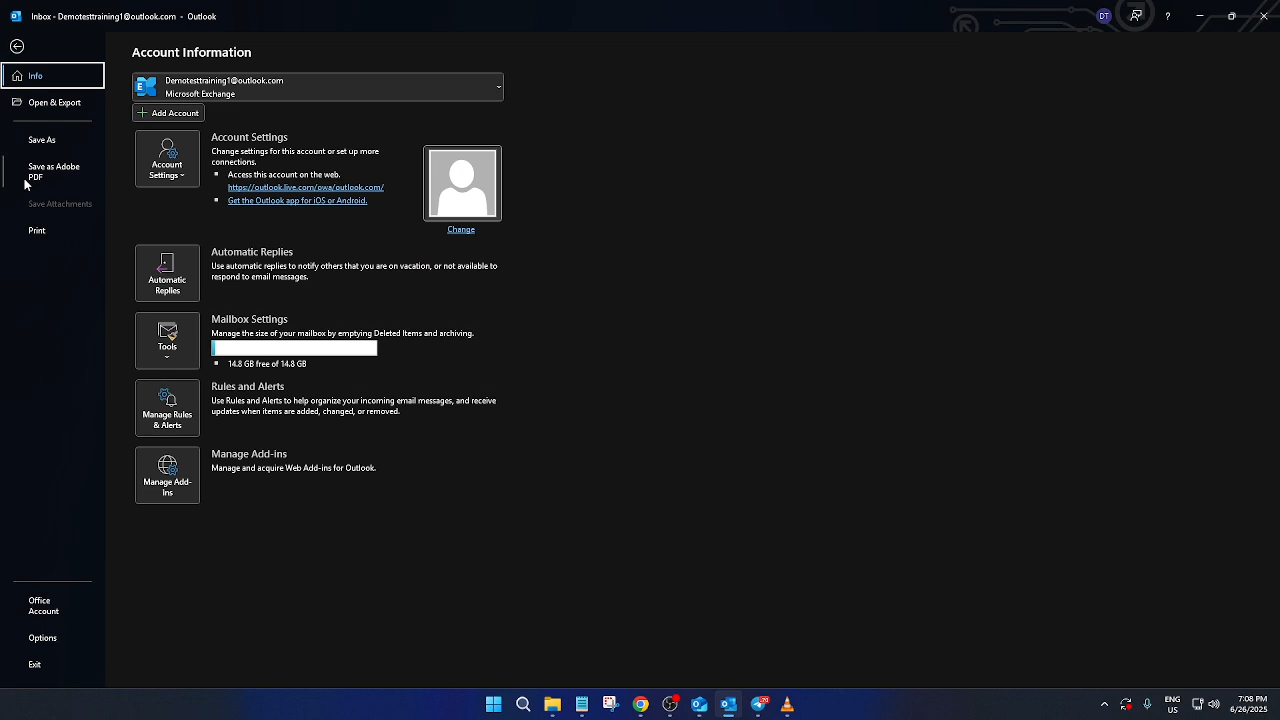 Inbox - Demotesttraining1@outlook.com - Outlook
DT
?
Info
Open & Export
Save As
Save as Adobe
PDF
Save Attachments
Print
Office
Account
Options
Exit
Account Information
E
Demotesttraining1@outlook.com
Microsoft Exchange
Add Account
Account
Settings
Account Settings
Change settings for this account or set up more
connections.
Access this account on the web.
https://outlook.live.com/owa/outlook.com/
Get the Outlook app for iOS or Android.
Change
Automatic
Replies
Automatic Replies
Use automatic replies to notify others that you are on vacation, or not available to
respond to email messages.
Tools
Mailbox Settings
Manage the size of your mailbox by emptying Deleted Items and archiving.
14.8 GB free of 14.8 GB
Manage Rules
& Alerts
Rules and Alerts
Use Rules and Alerts to help organize your incoming email messages, and receive
updates when items are added, changed, or removed.
Manage Add-
ins
Manage Add-ins
Manage and acquire Web Add-ins for Outlook.
ENG
US
7:08 PM
6/26/2025